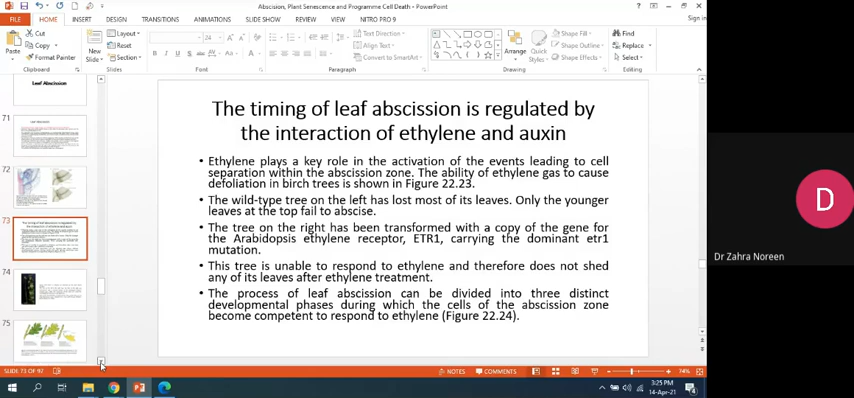 Abscission, Plant Senescence and Programme Cell Death - PowerPoint
FILE HOME INSERT DESIGN TRANSITIONS ANIMATIONS SLIDE SHOW REVIEW VIEW NITRO PRO 9 Sign in
Paste
Cut
Copy
Format Painter
Clipboard
New
Slide
Layout
Reset
Section
Slides
24
Font
Text Direction
Align Text
Convert to SmartArt
Paragraph
Arrange
Quick
Styles
Shape Fill
Shape Outline
Shape Effects
Drawing
Find
Replace
Select
Editing
Leaf Abscission
71
72
73
74
75
The timing of leaf abscission is regulated by
the interaction of ethylene and auxin
• Ethylene plays a key role in the activation of the events leading to cell
separation within the abscission zone. The ability of ethylene gas to cause
defoliation in birch trees is shown in Figure 22.23.
• The wild-type tree on the left has lost most of its leaves. Only the younger
leaves at the top fail to abscise.
• The tree on the right has been transformed with a copy of the gene for
the Arabidopsis ethylene receptor, ETR1, carrying the dominant etr1
mutation.
• This tree is unable to respond to ethylene and therefore does not shed
any of its leaves after ethylene treatment.
• The process of leaf abscission can be divided into three distinct
developmental phases during which the cells of the abscission zone
become competent to respond to ethylene (Figure 22.24).
D
Dr Zahra Noreen
SLIDE 73 OF 97 NOTES COMMENTS 74%
3:25 PM
14-Apr-21